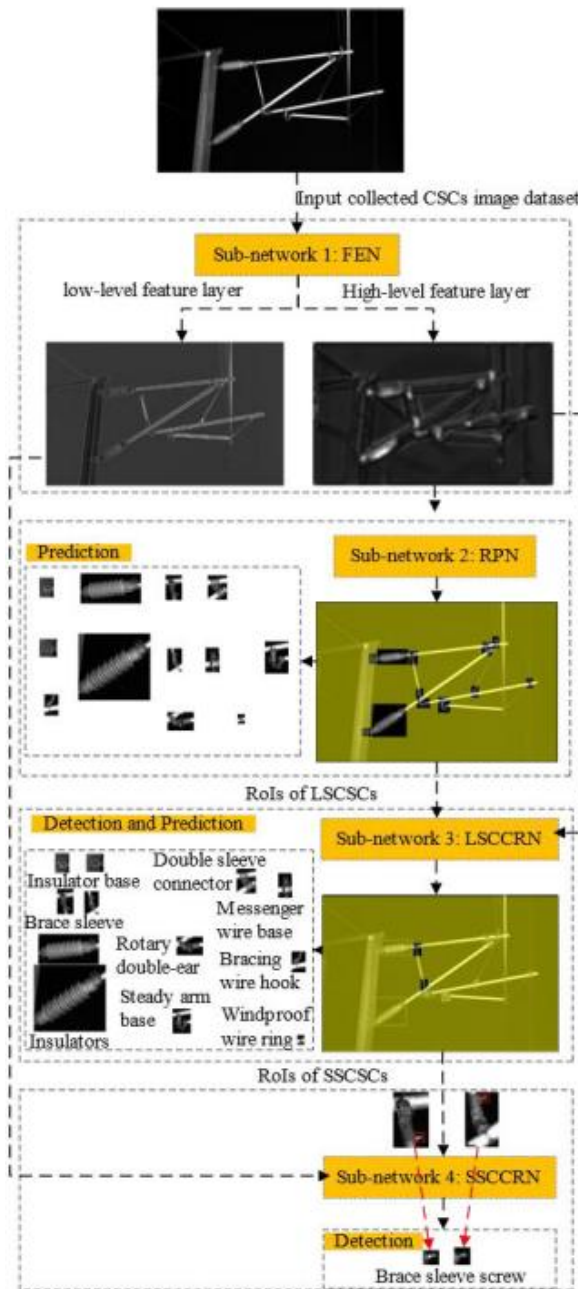 Input collected CSCs image dataset
Sub-network 1: FEN
low-level feature layer
High-level feature layer
Prediction
Sub-network 2: RPN
RoIs of LSCSCs
Detection and Prediction
Sub-network 3: LSCCRN
Insulator base
Double sleeve
connector
Brace sleeve
Messenger
wire base
Rotary
double-ear
Bracing
wire hook
Steady arm
base
Insulators
Windproof
wire ring
RoIs of SSCSCs
Sub-network 4: SSCCRN
Detection
Brace sleeve screw